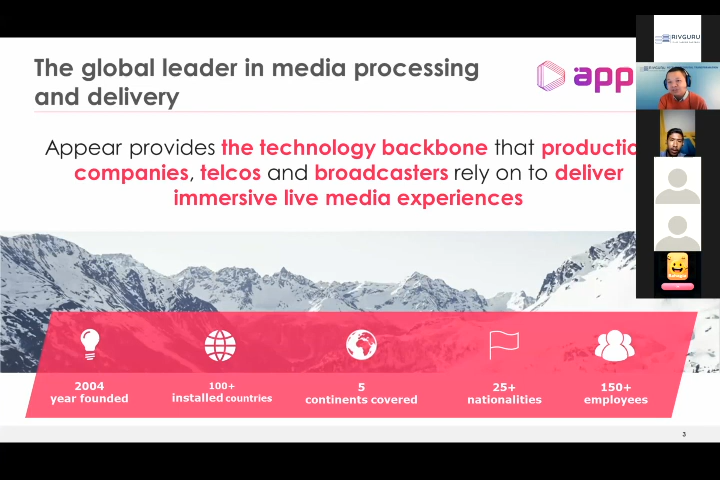 The global leader in media processing
and delivery
app
Appear provides the technology backbone that productio
companies, telcos and broadcasters rely on to deliver
immersive live media experiences
2004
year founded
100+
installed countries
5
continents covered
25+
nationalities
150+
employees
3
RIVGURU